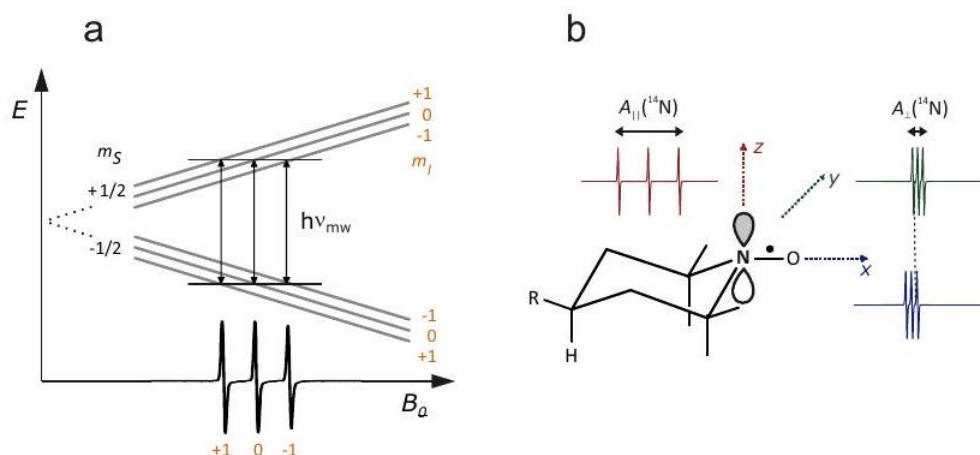 a
E
m_S
+1/2
-1/2
+1
0
-1
m_I
hν_mw
-1
0
+1
B_0
+1 0 -1
b
A_||(¹⁴N)
A_⊥(¹⁴N)
z
y
x
N
O
R
H